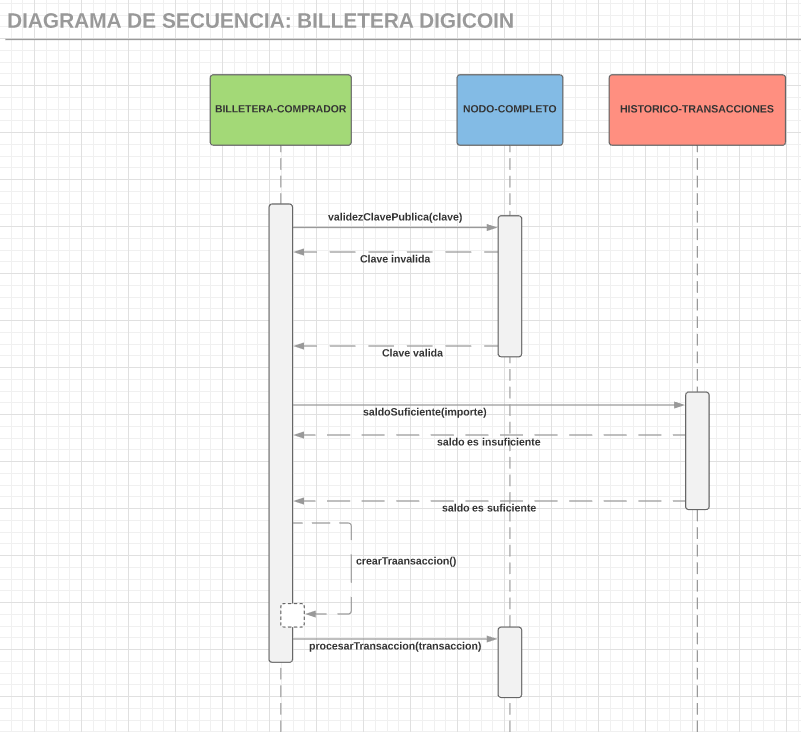 DIAGRAMA DE SECUENCIA: BILLETERA DIGICOIN
BILLETERA-COMPRADOR
NODO-COMPLETO
HISTORICO-TRANSACCIONES
validezClavePublica(clave)
Clave invalida
Clave valida
saldoSuficiente(importe)
saldo es insuficiente
saldo es suficiente
crearTraansaccion()
procesarTransaccion(transaccion)